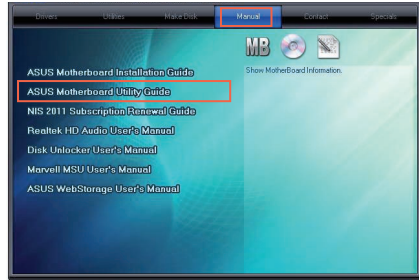 Drivers Utilities Make Disk Manual Contact Specials
MB
Show MotherBoard Information.
ASUS Motherboard Installation Guide
ASUS Motherboard Utility Guide
NIS 2011 Subscription Renewal Guide
Realtek HD Audio User's Manual
Disk Unlocker User's Manual
Marvell MSU User's Manual
ASUS WebStorage User's Manual